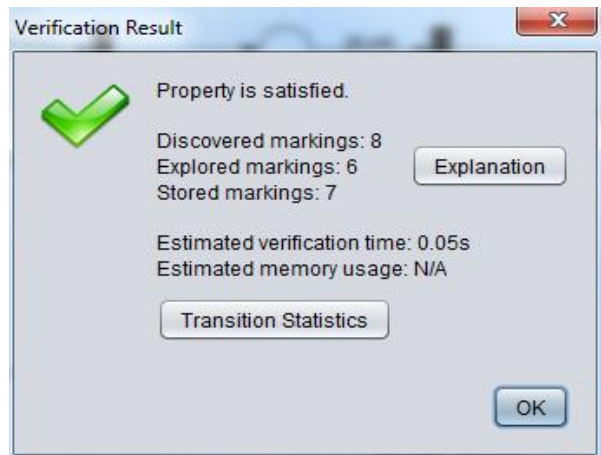 Verification Result
Property is satisfied.
Discovered markings: 8
Explored markings: 6
Explanation
Stored markings: 7
Estimated verification time: 0.05s
Estimated memory usage: N/A
Transition Statistics
OK